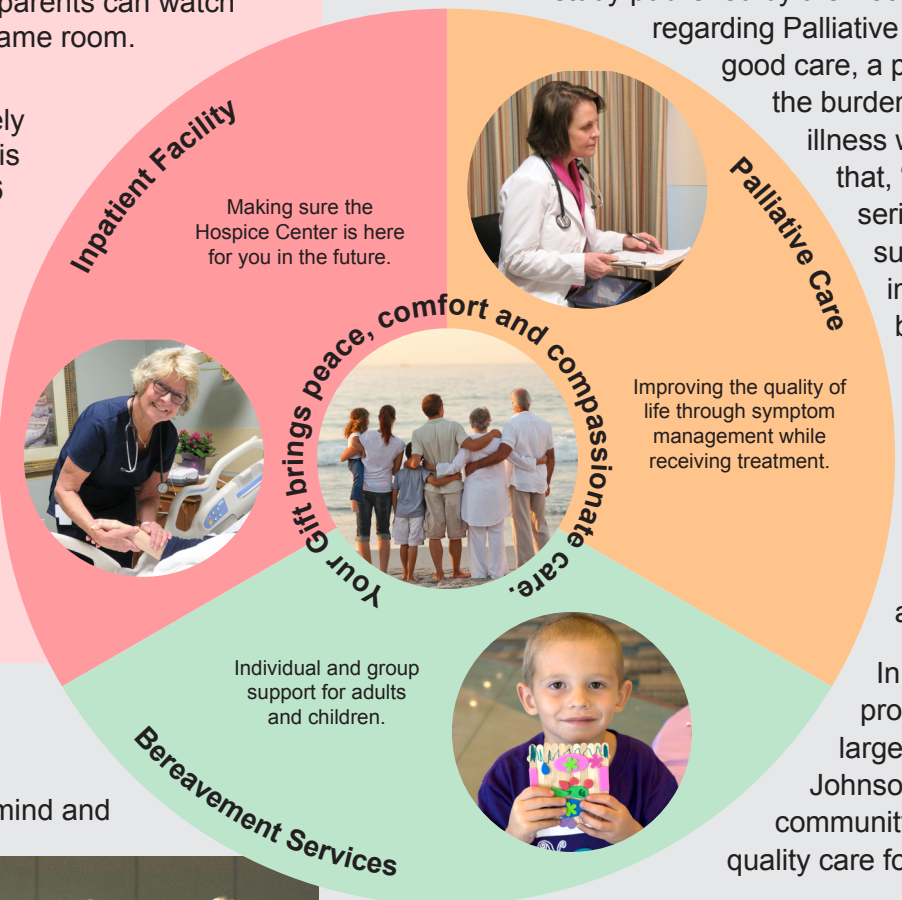 parents can watch
ame room.
ely
is
regarding Palliative
good care, a p
the burden
illness w
that,
seri
su
in
b
Inpatient Facility
Making sure the
Hospice Center is here
for you in the future.
Palliative Care
Improving the quality of
life through symptom
management while
receiving treatment.
Your Gift brings peace, comfort and compassionate care.
Individual and group
support for adults
and children.
Bereavement Services
mind and
a
In
pro
large
Johnso
community
quality care fo